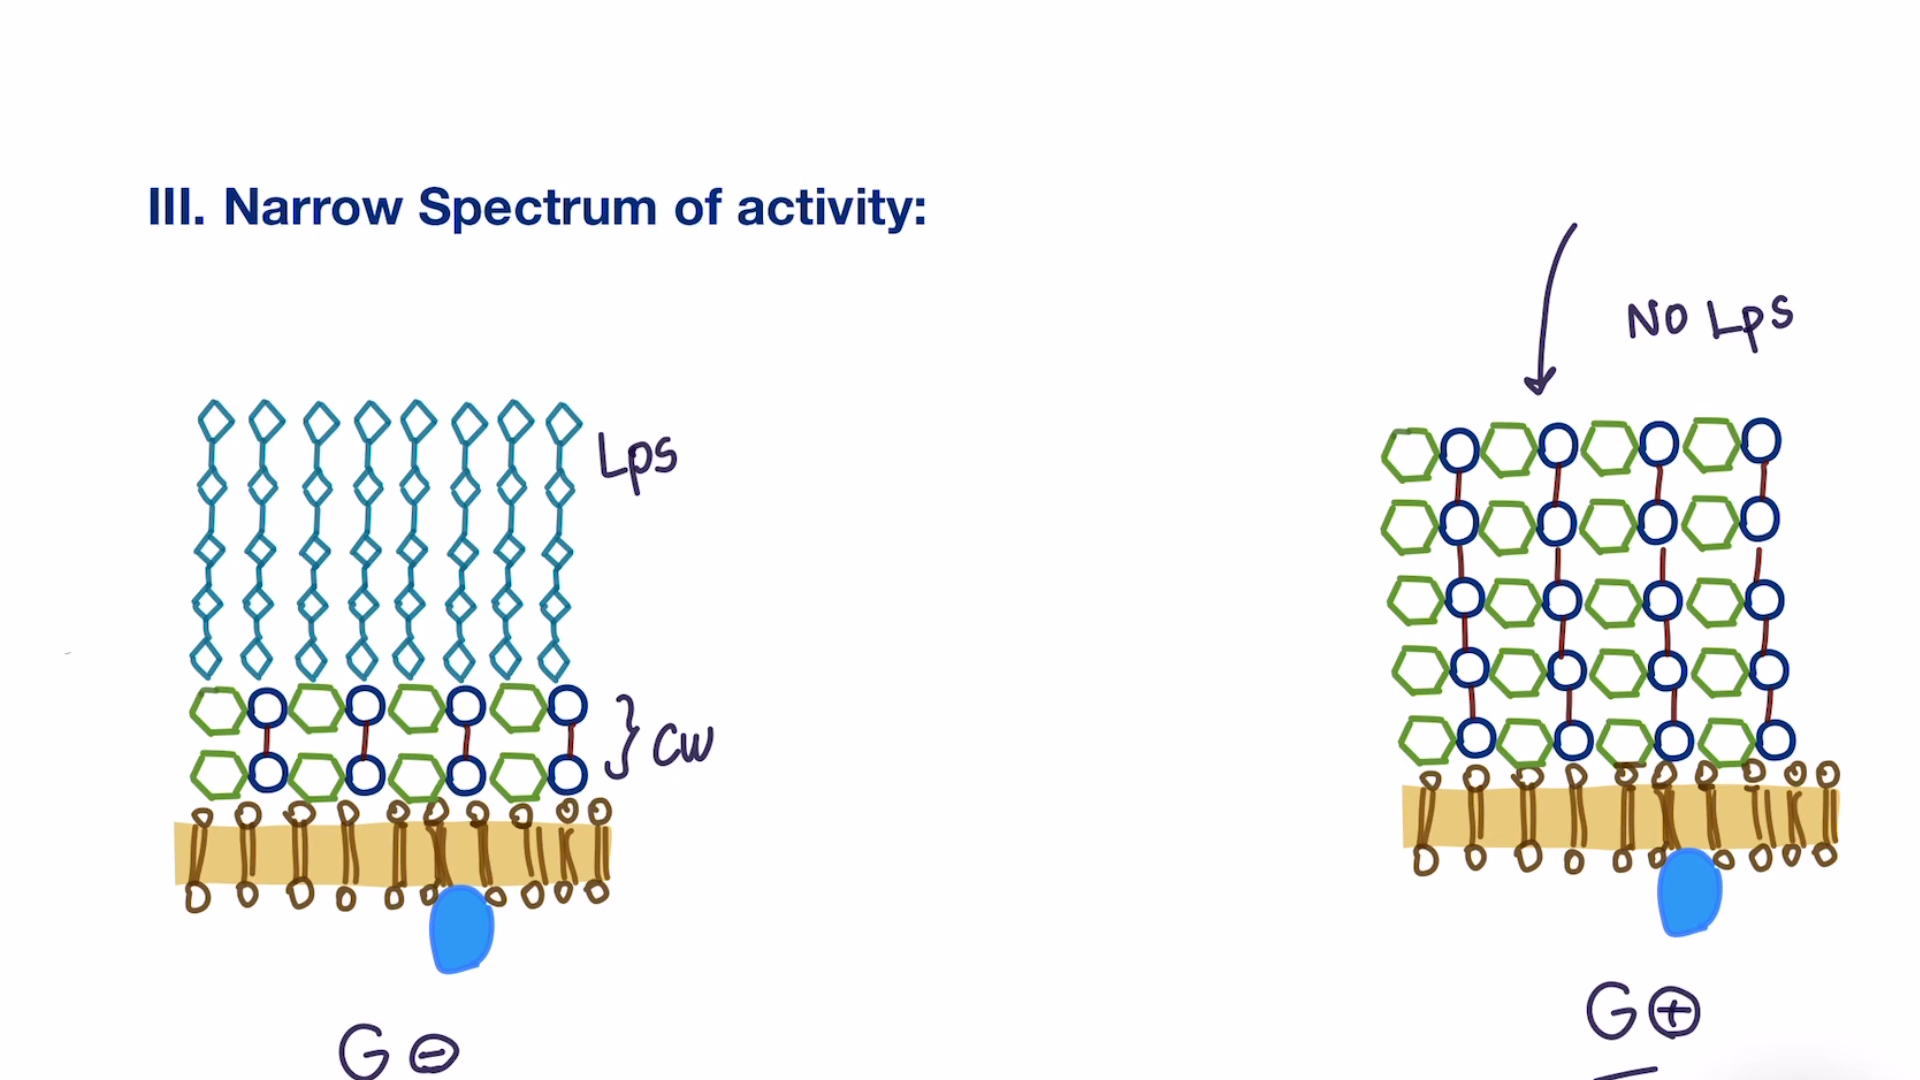 III. Narrow Spectrum of activity:
NO Lps
Lps
CW
G ⊕
G ⊖